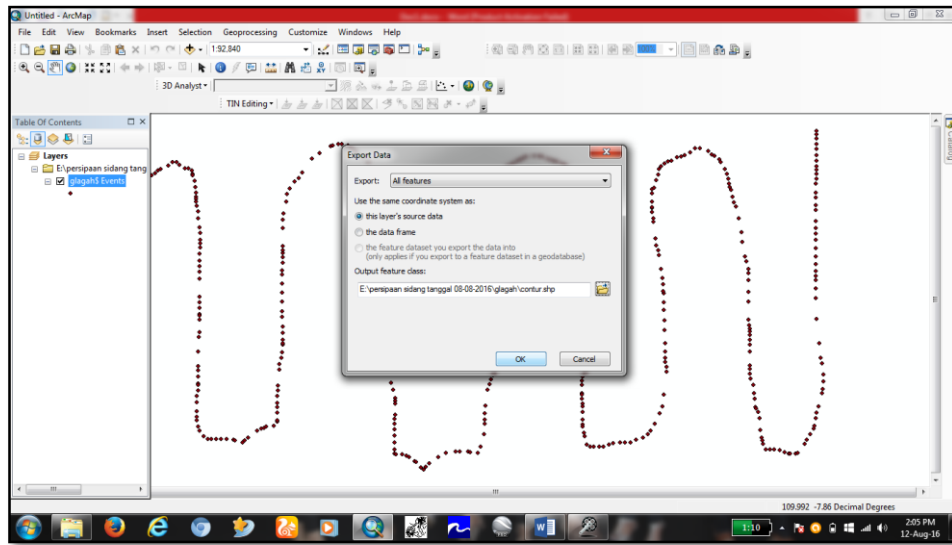 Untitled - ArcMap
File Edit View Bookmarks Insert Selection Geoprocessing Customize Windows Help
1:92,840
100%
3D Analyst
TIN Editing
Table Of Contents
Catalog
Layers
E:\persipaan sidang tang
glagah$ Events
Export Data
Export: All features
Use the same coordinate system as:
this layer's source data
the data frame
the feature dataset you export the data into
(only applies if you export to a feature dataset in a geodatabase)
Output feature class:
E:\persipaan sidang tanggal 08-08-2016\glagah\contur.shp
OK Cancel
109.992 -7.86 Decimal Degrees
1:10
2:05 PM
12-Aug-16